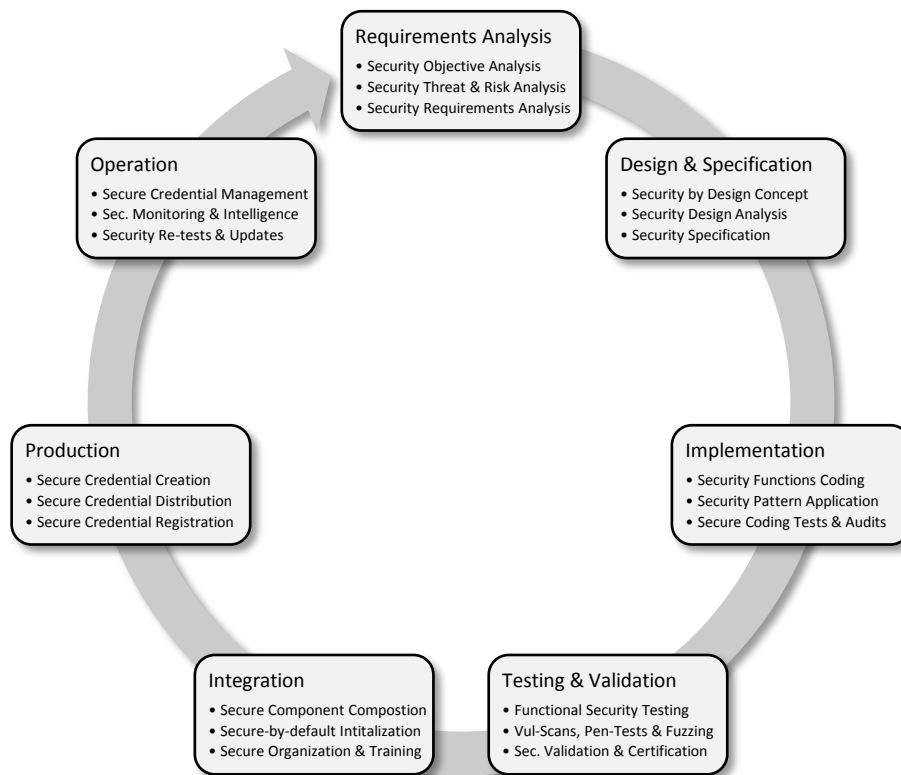 Requirements Analysis
• Security Objective Analysis
• Security Threat & Risk Analysis
• Security Requirements Analysis
Design & Specification
• Security by Design Concept
• Security Design Analysis
• Security Specification
Implementation
• Security Functions Coding
• Security Pattern Application
• Secure Coding Tests & Audits
Testing & Validation
• Functional Security Testing
• Vul-Scans, Pen-Tests & Fuzzing
• Sec. Validation & Certification
Integration
• Secure Component Compostion
• Secure-by-default Intitalization
• Secure Organization & Training
Production
• Secure Credential Creation
• Secure Credential Distribution
• Secure Credential Registration
Operation
• Secure Credential Management
• Sec. Monitoring & Intelligence
• Security Re-tests & Updates